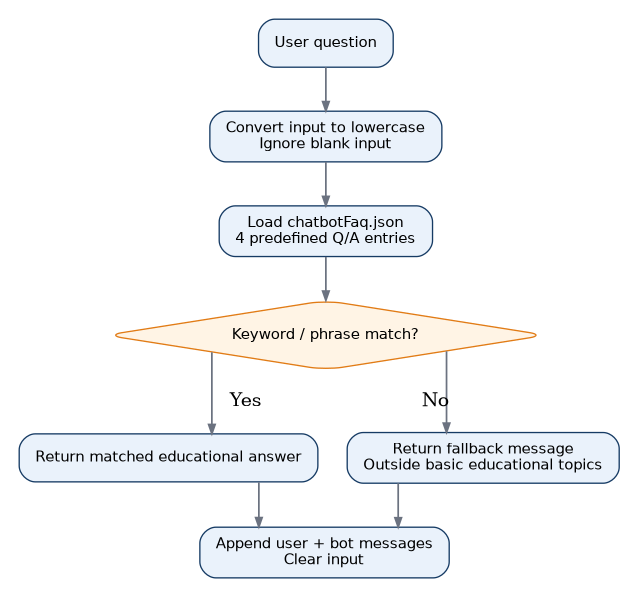 User question
Convert input to lowercase
Ignore blank input
Load chatbotFaq.json
4 predefined Q/A entries
Keyword / phrase match?
Yes
No
Return matched educational answer
Return fallback message
Outside basic educational topics
Append user + bot messages
Clear input